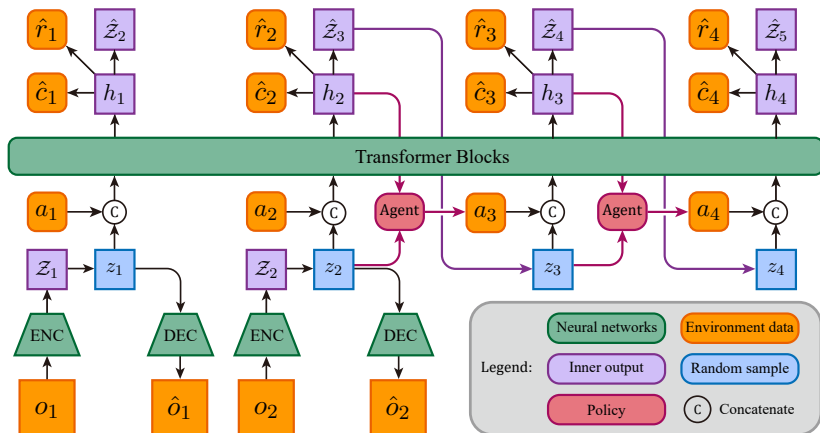 r̂₁ Ẑ₂ r̂₂ Ẑ₃ r̂₃ Ẑ₄ r̂₄ Ẑ₅
ĉ₁ h₁ ĉ₂ h₂ ĉ₃ h₃ ĉ₄ h₄
Transformer Blocks
a₁ C a₂ C Agent a₃ C Agent a₄ C
Z₁ z₁ Z₂ z₂ z₃ z₄
ENC DEC ENC DEC
o₁ ô₁ o₂ ô₂
Legend:
Neural networks Environment data
Inner output Random sample
Policy C Concatenate